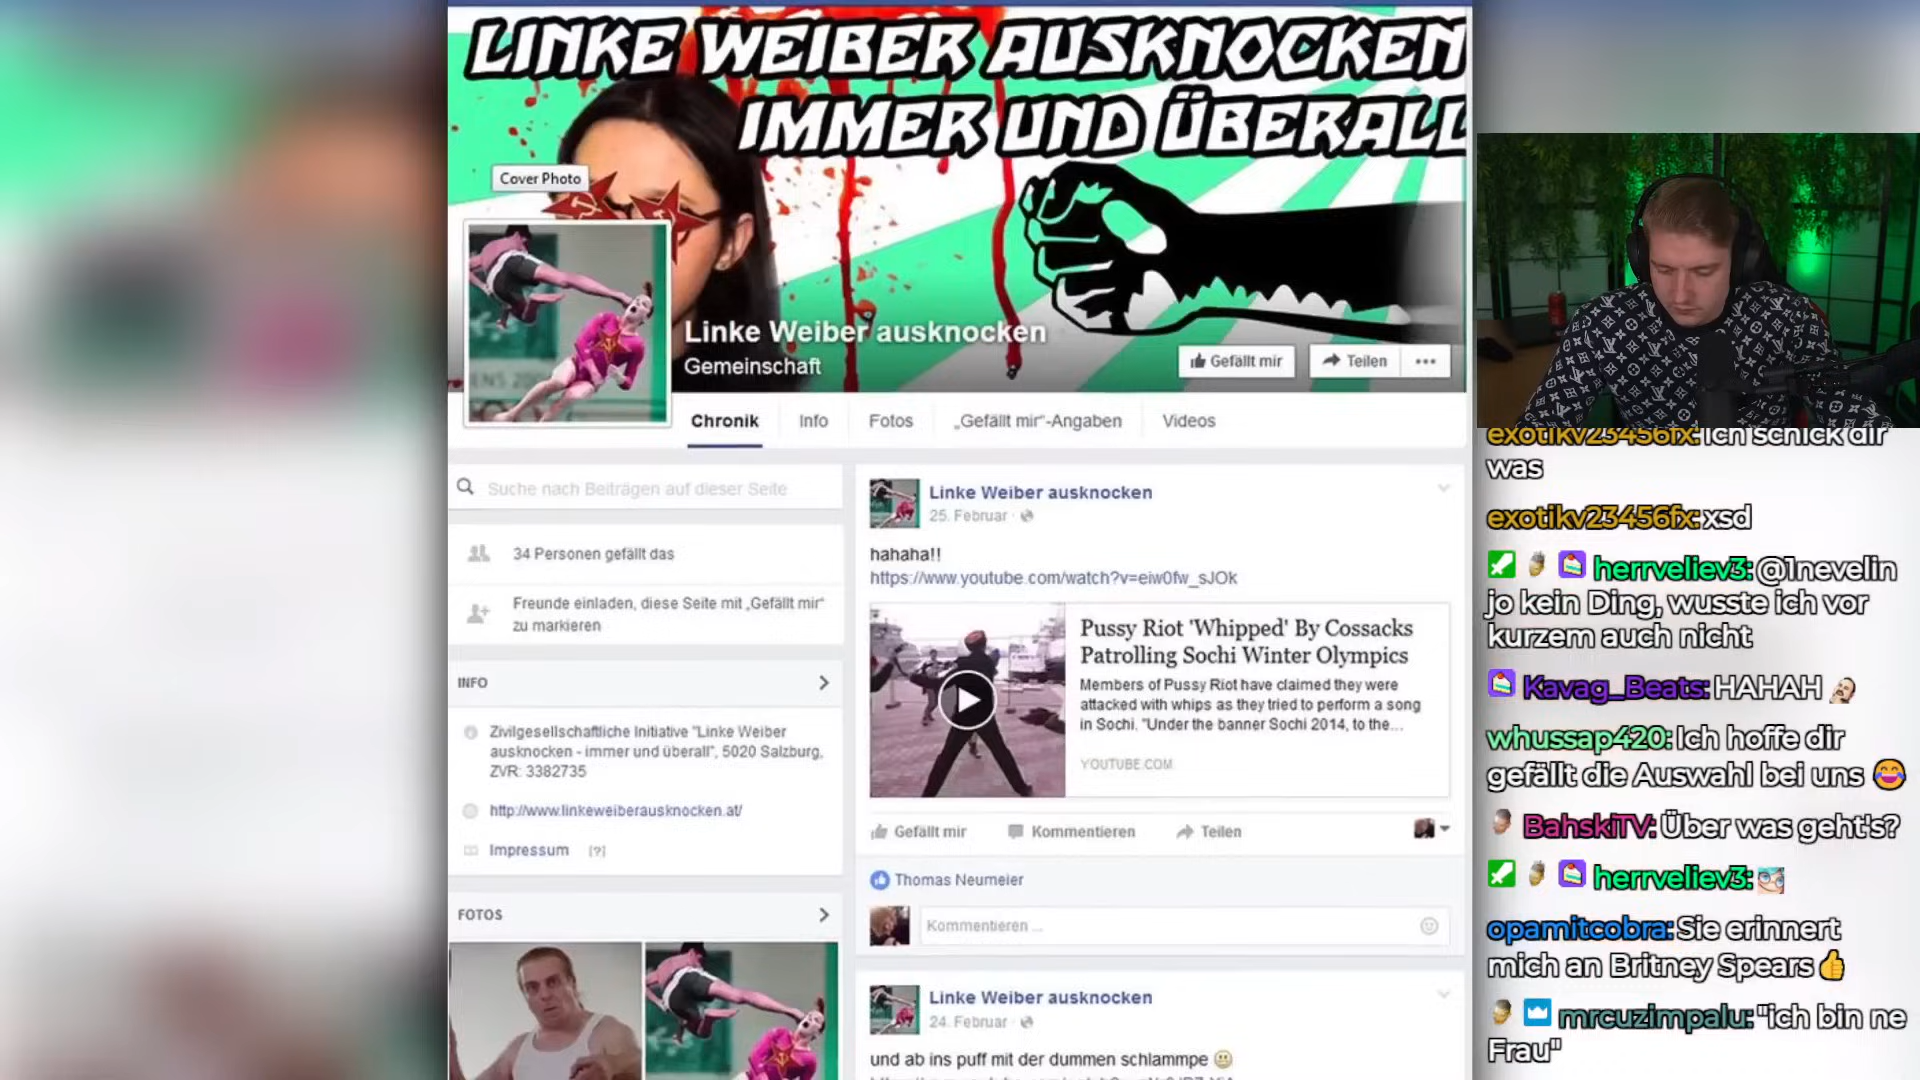 LINKE WEIBER AUSKNOCKEN
IMMER UND ÜBERALL
Cover Photo
Linke Weiber ausknocken
Gemeinschaft
Gefällt mir
Teilen
Chronik
Info
Fotos
„Gefällt mir“-Angaben
Videos
Suche nach Beiträgen auf dieser Seite
34 Personen gefällt das
Freunde einladen, diese Seite mit „Gefällt mir“
zu markieren
INFO
Zivilgesellschaftliche Initiative "Linke Weiber
ausknocken - immer und überall", 5020 Salzburg,
ZVR: 3382735
http://www.linkeweiberausknocken.at/
Impressum [?]
FOTOS
Linke Weiber ausknocken
25. Februar ·
hahaha!!
https://www.youtube.com/watch?v=eiw0fw_sJOk
Pussy Riot 'Whipped' By Cossacks
Patrolling Sochi Winter Olympics
Members of Pussy Riot have claimed they were
attacked with whips as they tried to perform a song
in Sochi. "Under the banner Sochi 2014, to the...
YOUTUBE.COM
Gefällt mir
Kommentieren
Teilen
Thomas Neumeier
Kommentieren ...
Linke Weiber ausknocken
24. Februar ·
und ab ins puff mit der dummen schlammpe
exotikv23456fx: Ich schick dir
was
exotikv23456fx: xsd
herrveliev3: @1nevelin
jo kein Ding, wusste ich vor
kurzem auch nicht
Kavag_Beats: HAHAH
whussap420: Ich hoffe dir
gefällt die Auswahl bei uns 😂
BahskiTV: Über was geht's?
herrveliev3:
opamitcobra: Sie erinnert
mich an Britney Spears👍
mrcuzimpalu: "ich bin ne
Frau"